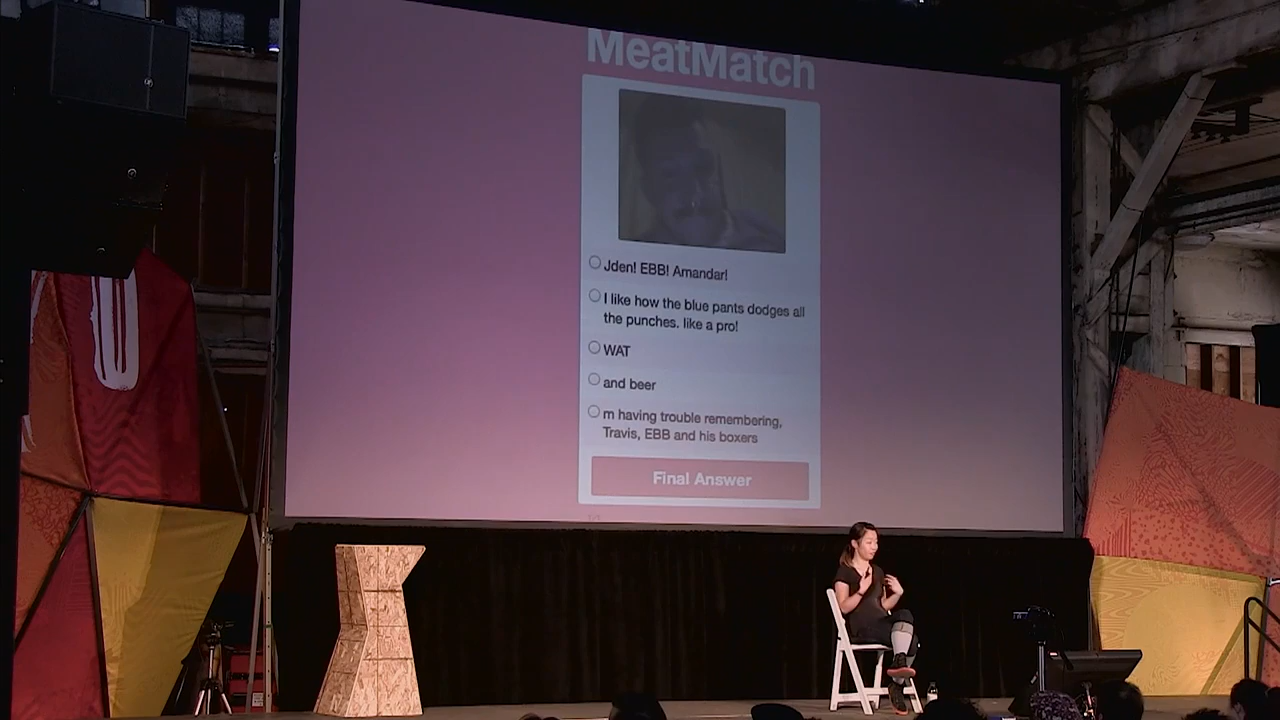 MeatMatch
Jden! EBB! Amandar!
I like how the blue pants dodges all
the punches. like a pro!
WAT
and beer
m having trouble remembering,
Travis, EBB and his boxers
Final Answer